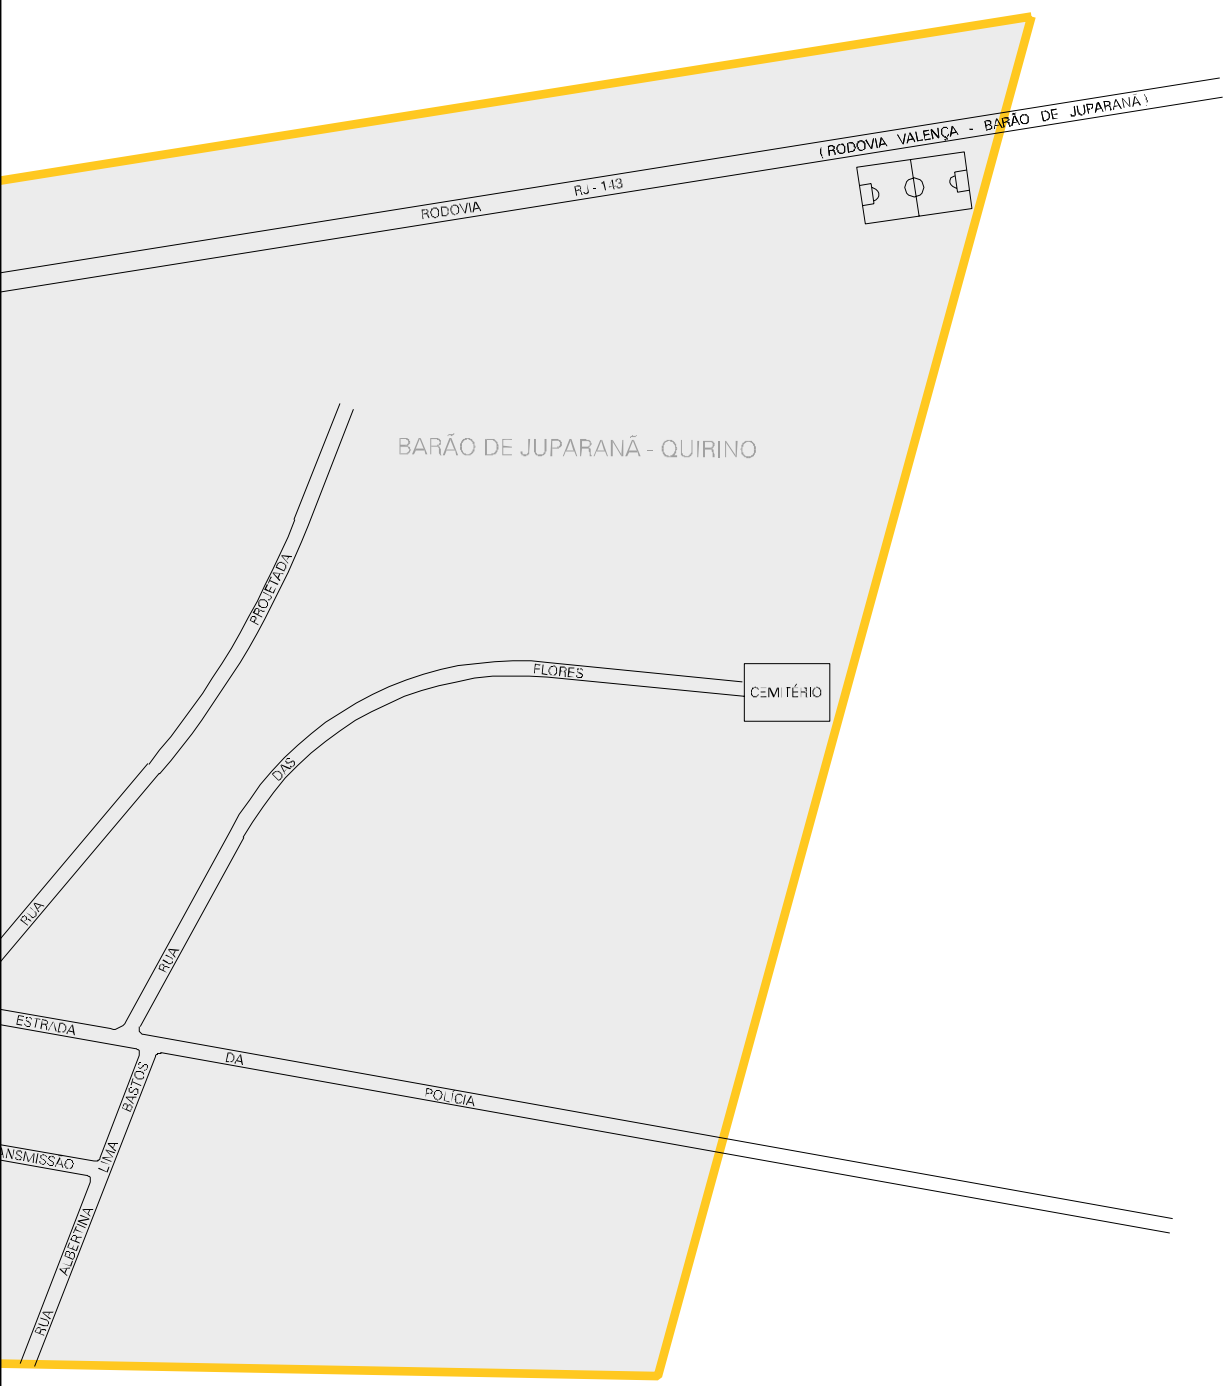 ( RODOVIA VALENÇA - BARÃO DE JUPARANÃ )
RODOVIA RJ - 143
BARÃO DE JUPARANÃ - QUIRINO
RUA PROJETADA
RUA DAS FLORES
CEMITÉRIO
ESTRADA DA POLÍCIA
ANSMISSÃO
RUA ALBERTINA LIMA BASTOS